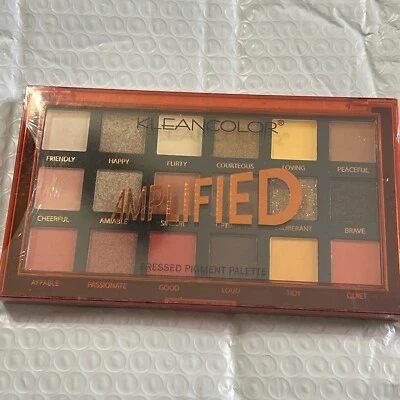 KLEANCOLOR®
FRIENDLY HAPPY FLIRTY COURTEOUS LOVING PEACEFUL
AMPLIFIED
CHEERFUL AMIABLE BRAVE
PRESSED PIGMENT PALETTE
AFFABLE PASSIONATE GOOD LOUD TIDY QUIET